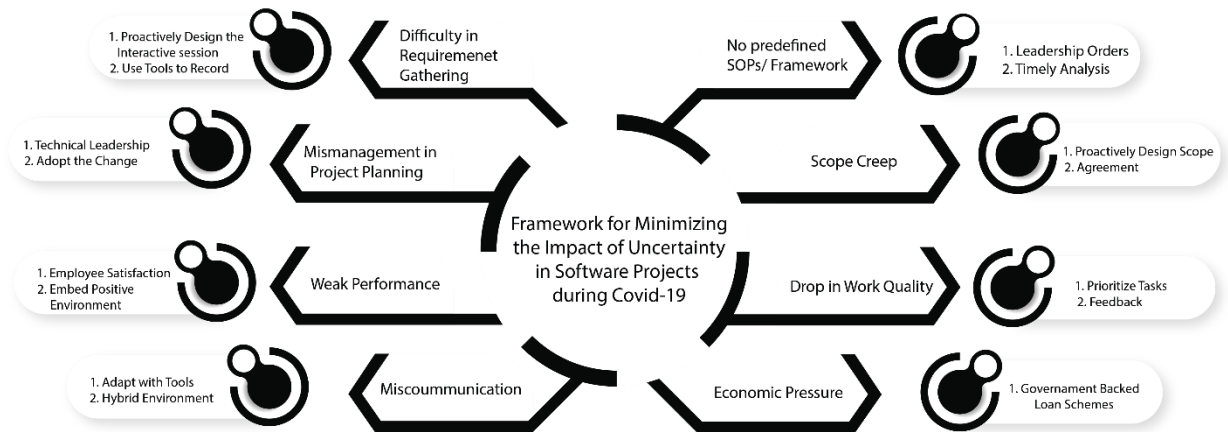 1. Proactively Design the
Interactive session
2. Use Tools to Record
Difficulty in
Requiremenet
Gathering
No predefined
SOPs/ Framework
1. Leadership Orders
2. Timely Analysis
1. Technical Leadership
2. Adopt the Change
Mismanagement in
Project Planning
Scope Creep
1. Proactively Design Scope
2. Agreement
Framework for Minimizing
the Impact of Uncertainty
in Software Projects
during Covid-19
1. Employee Satisfaction
2. Embed Positive
Environment
Weak Performance
Drop in Work Quality
1. Prioritize Tasks
2. Feedback
1. Adapt with Tools
2. Hybrid Environment
Miscoummunication
Economic Pressure
1. Governament Backed
Loan Schemes